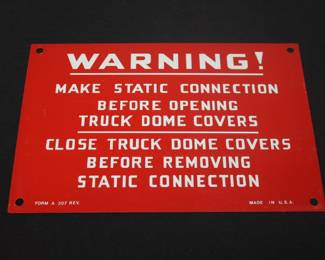 WARNING!
MAKE STATIC CONNECTION
BEFORE OPENING
TRUCK DOME COVERS
CLOSE TRUCK DOME COVERS
BEFORE REMOVING
STATIC CONNECTION
FORM A 307 REV. MADE IN U.S.A.